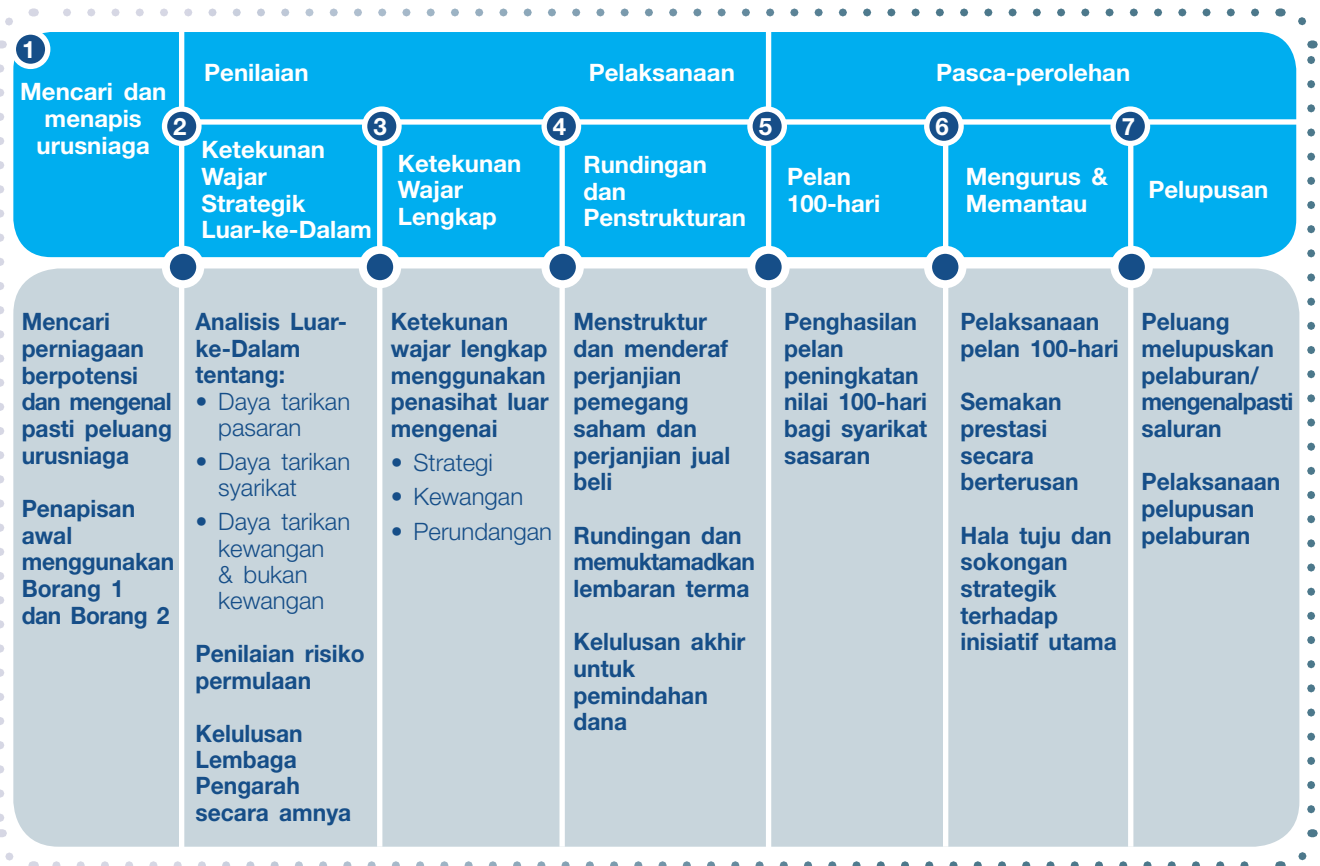 1
Mencari dan
menapis
urusniaga
Penilaian
Pelaksanaan
Pasca-perolehan
2
Ketekunan
Wajar
Strategik
Luar-ke-Dalam
3
Ketekunan
Wajar
Lengkap
4
Rundingan
dan
Penstrukturan
5
Pelan
100-hari
6
Mengurus &
Memantau
7
Pelupusan
Mencari
perniagaan
berpotensi
dan mengenal
pasti peluang
urusniaga
Penapisan
awal
menggunakan
Borang 1
dan Borang 2
Analisis Luar-
ke-Dalam
tentang:
• Daya tarikan
pasaran
• Daya tarikan
syarikat
• Daya tarikan
kewangan
& bukan
kewangan
Penilaian risiko
permulaan
Kelulusan
Lembaga
Pengarah
secara amnya
Ketekunan
wajar lengkap
menggunakan
penasihat luar
mengenai
• Strategi
• Kewangan
• Perundangan
Menstruktur
dan menderaf
perjanjian
pemegang
saham dan
perjanjian jual
beli
Rundingan dan
memuktamadkan
lembaran terma
Kelulusan akhir
untuk
pemindahan
dana
Penghasilan
pelan
peningkatan
nilai 100-hari
bagi syarikat
sasaran
Pelaksanaan
pelan 100-hari
Semakan
prestasi
secara
berterusan
Hala tuju dan
sokongan
strategik
terhadap
inisiatif utama
Peluang
melupuskan
pelaburan/
mengenalpasti
saluran
Pelaksanaan
pelupusan
pelaburan